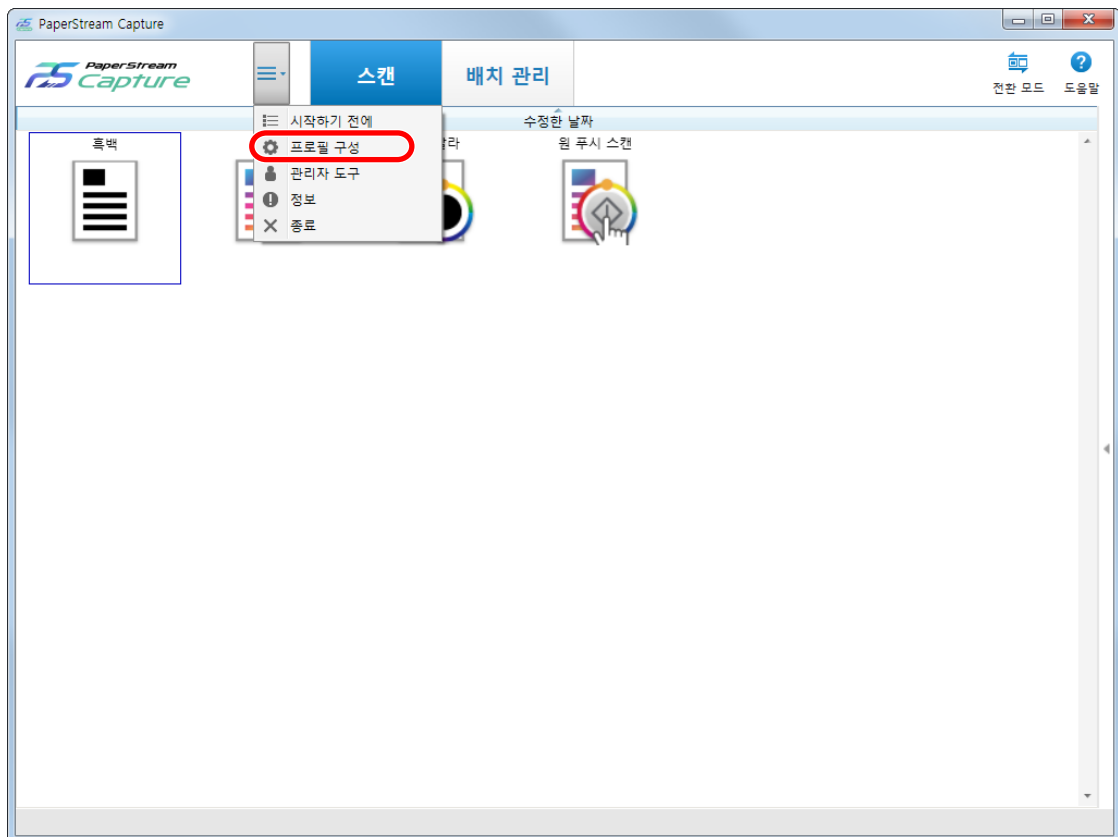 PaperStream Capture
PaperStream
Capture
스캔
배치 관리
전환 모드
도움말
수정한 날짜
시작하기 전에
프로필 구성
관리자 도구
정보
종료
흑백
원 푸시 스캔